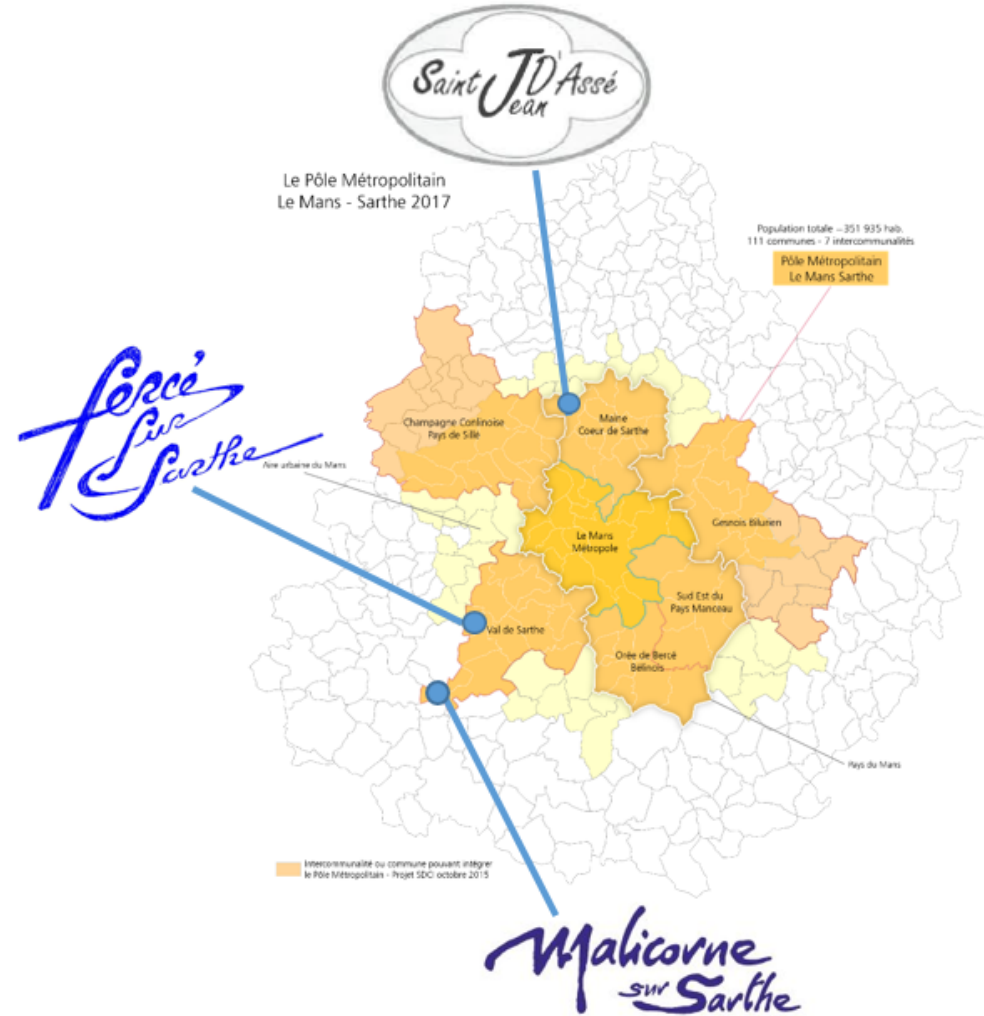 Saint Jean D'Assé
Le Pôle Métropolitain
Le Mans - Sarthe 2017
Population totale – 351 935 hab.
111 communes - 7 intercommunalités
Pôle Métropolitain
Le Mans Sarthe
fercé
sur
Sarthe
Aire urbaine du Mans
Champagne Conlinoise
Pays de Sillé
Maine
Coeur de Sarthe
Le Mans
Métropole
Gesnois Bilurien
Sud Est du
Pays Manceau
Val de Sarthe
Orée de Bercé
Belinois
Pays du Mans
Intercommunalité ou commune pouvant intégrer
le Pôle Métropolitain - Projet SDCI octobre 2015
Malicorne
sur Sarthe